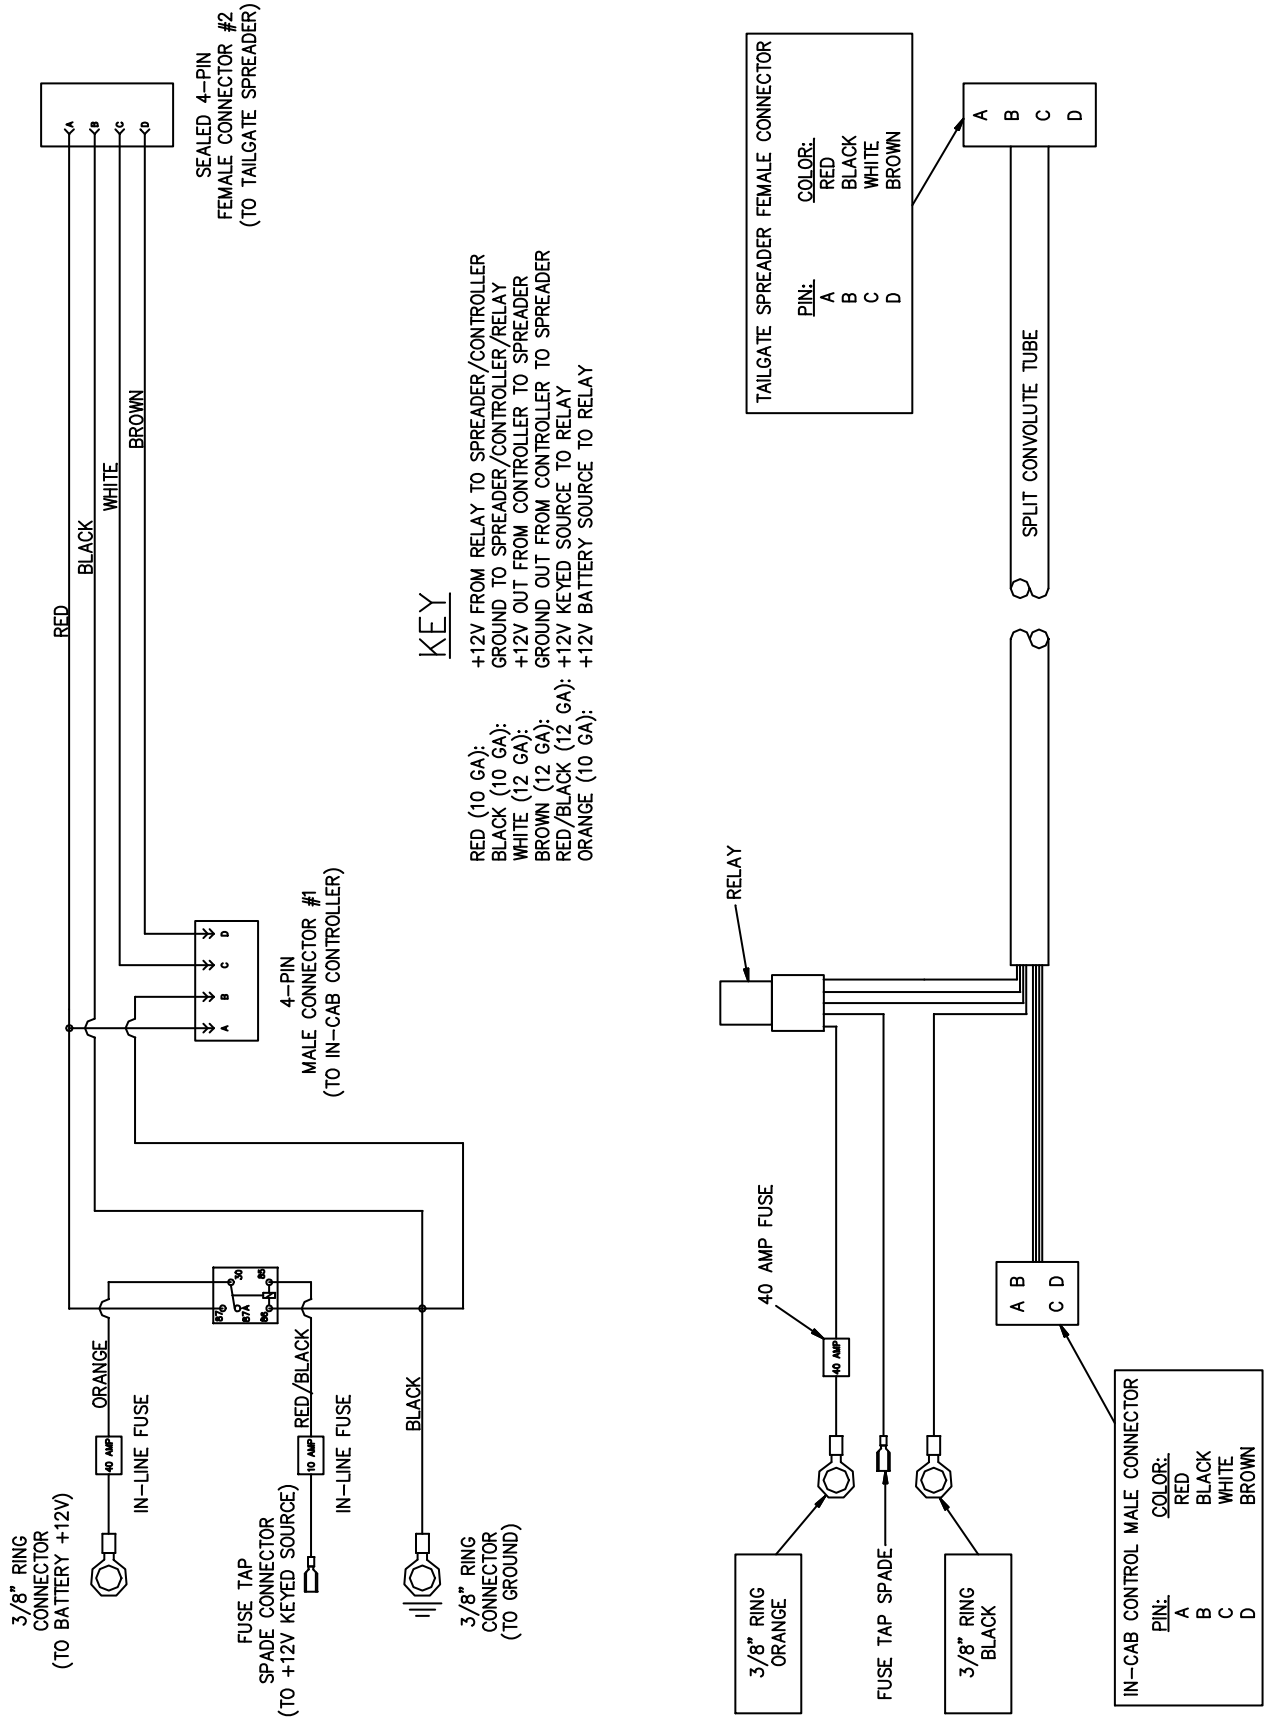 3/8" RING
CONNECTOR
(TO BATTERY +12V)
40 AMP
IN-LINE FUSE
ORANGE
FUSE TAP
SPADE CONNECTOR
(TO +12V KEYED SOURCE)
10 AMP
IN-LINE FUSE
RED/BLACK
3/8" RING
CONNECTOR
(TO GROUND)
BLACK
87
30
87A
85
86
A
B
C
D
4-PIN
MALE CONNECTOR #1
(TO IN-CAB CONTROLLER)
RED
BLACK
WHITE
BROWN
A
B
C
D
SEALED 4-PIN
FEMALE CONNECTOR #2
(TO TAILGATE SPREADER)
KEY
RED (10 GA): +12V FROM RELAY TO SPREADER/CONTROLLER
BLACK (10 GA): GROUND TO SPREADER/CONTROLLER/RELAY
WHITE (12 GA): +12V OUT FROM CONTROLLER TO SPREADER
BROWN (12 GA): GROUND OUT FROM CONTROLLER TO SPREADER
RED/BLACK (12 GA): +12V KEYED SOURCE TO RELAY
ORANGE (10 GA): +12V BATTERY SOURCE TO RELAY
3/8" RING
ORANGE
FUSE TAP SPADE
3/8" RING
BLACK
40 AMP FUSE
40 AMP
RELAY
IN-CAB CONTROL MALE CONNECTOR
PIN: COLOR:
A RED
B BLACK
C WHITE
D BROWN
A B
C D
SPLIT CONVOLUTE TUBE
TAILGATE SPREADER FEMALE CONNECTOR
PIN: COLOR:
A RED
B BLACK
C WHITE
D BROWN
A
B
C
D